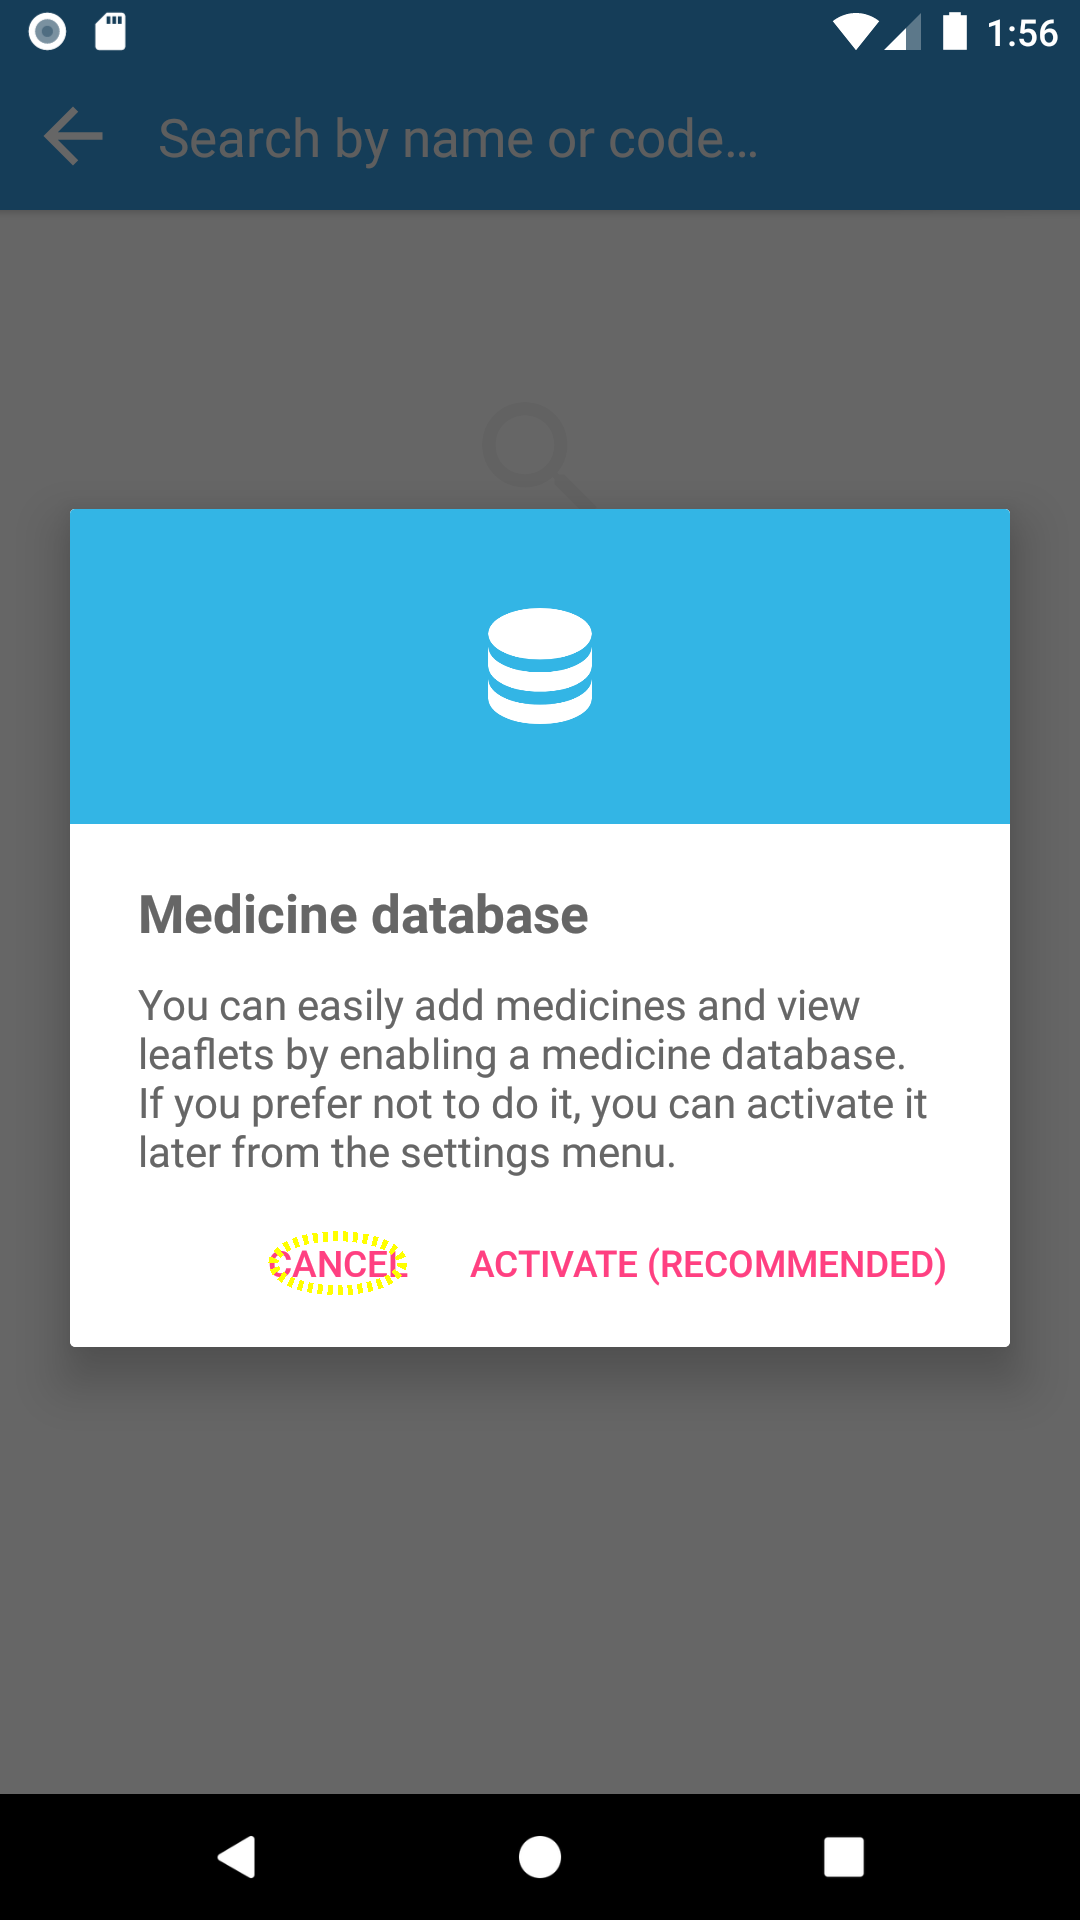 1:56
Search by name or code...
Medicine database
You can easily add medicines and view
leaflets by enabling a medicine database.
If you prefer not to do it, you can activate it
later from the settings menu.
CANCEL ACTIVATE (RECOMMENDED)